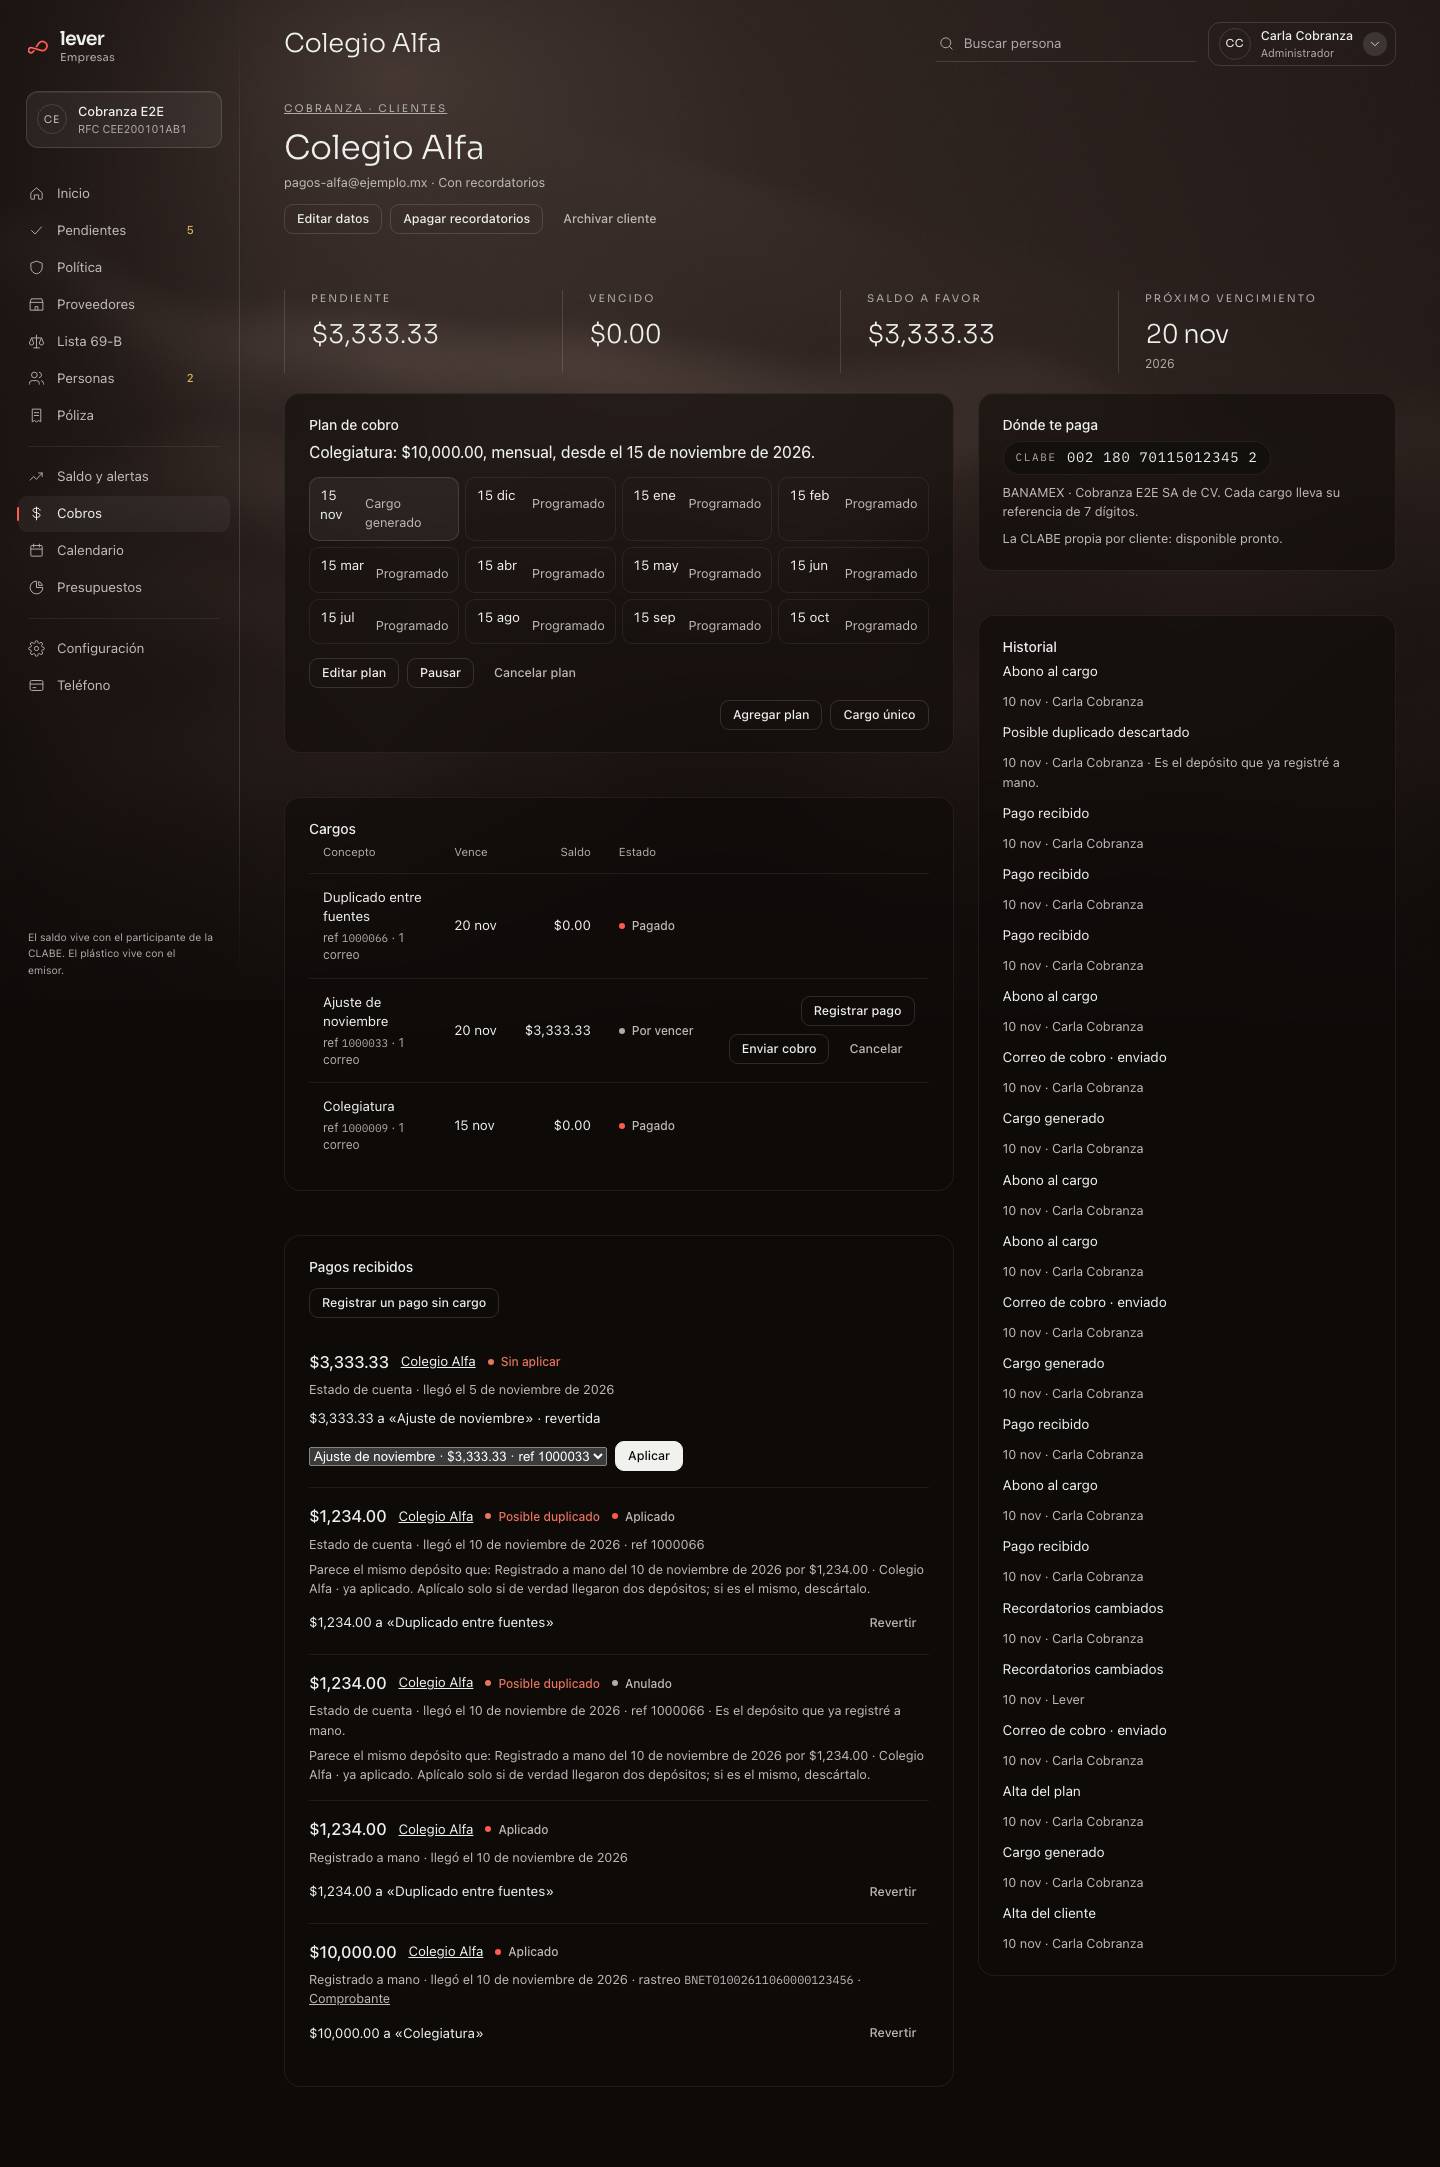 lever
Empresas
CE
Cobranza E2E
RFC CEE200101AB1
Inicio
Pendientes 5
Política
Proveedores
Lista 69-B
Personas 2
Póliza
Saldo y alertas
Cobros
Calendario
Presupuestos
Configuración
Teléfono
El saldo vive con el participante de la
CLABE. El plástico vive con el
emisor.
Colegio Alfa
Buscar persona
CC
Carla Cobranza
Administrador
COBRANZA · CLIENTES
Colegio Alfa
pagos-alfa@ejemplo.mx · Con recordatorios
Editar datos
Apagar recordatorios
Archivar cliente
PENDIENTE
$3,333.33
VENCIDO
$0.00
SALDO A FAVOR
$3,333.33
PRÓXIMO VENCIMIENTO
20 nov
2026
Plan de cobro
Colegiatura: $10,000.00, mensual, desde el 15 de noviembre de 2026.
15 nov Cargo generado
15 dic Programado
15 ene Programado
15 feb Programado
15 mar Programado
15 abr Programado
15 may Programado
15 jun Programado
15 jul Programado
15 ago Programado
15 sep Programado
15 oct Programado
Editar plan
Pausar
Cancelar plan
Agregar plan
Cargo único
Cargos
Concepto Vence Saldo Estado
Duplicado entre
fuentes
ref 1000066 · 1
correo
20 nov $0.00 Pagado
Ajuste de
noviembre
ref 1000033 · 1
correo
20 nov $3,333.33 Por vencer
Registrar pago
Enviar cobro
Cancelar
Colegiatura
ref 1000009 · 1
correo
15 nov $0.00 Pagado
Pagos recibidos
Registrar un pago sin cargo
$3,333.33 Colegio Alfa Sin aplicar
Estado de cuenta · llegó el 5 de noviembre de 2026
$3,333.33 a «Ajuste de noviembre» · revertida
Ajuste de noviembre · $3,333.33 · ref 1000033 Aplicar
$1,234.00 Colegio Alfa Posible duplicado Aplicado
Estado de cuenta · llegó el 10 de noviembre de 2026 · ref 1000066
Parece el mismo depósito que: Registrado a mano del 10 de noviembre de 2026 por $1,234.00 · Colegio
Alfa · ya aplicado. Aplícalo solo si de verdad llegaron dos depósitos; si es el mismo, descártalo.
$1,234.00 a «Duplicado entre fuentes» Revertir
$1,234.00 Colegio Alfa Posible duplicado Anulado
Estado de cuenta · llegó el 10 de noviembre de 2026 · ref 1000066 · Es el depósito que ya registré a
mano.
Parece el mismo depósito que: Registrado a mano del 10 de noviembre de 2026 por $1,234.00 · Colegio
Alfa · ya aplicado. Aplícalo solo si de verdad llegaron dos depósitos; si es el mismo, descártalo.
$1,234.00 Colegio Alfa Aplicado
Registrado a mano · llegó el 10 de noviembre de 2026
$1,234.00 a «Duplicado entre fuentes» Revertir
$10,000.00 Colegio Alfa Aplicado
Registrado a mano · llegó el 10 de noviembre de 2026 · rastreo BNET01002611060000123456 ·
Comprobante
$10,000.00 a «Colegiatura» Revertir
Dónde te paga
CLABE 002 180 70115012345 2
BANAMEX · Cobranza E2E SA de CV. Cada cargo lleva su
referencia de 7 dígitos.
La CLABE propia por cliente: disponible pronto.
Historial
Abono al cargo
10 nov · Carla Cobranza
Posible duplicado descartado
10 nov · Carla Cobranza · Es el depósito que ya registré a
mano.
Pago recibido
10 nov · Carla Cobranza
Pago recibido
10 nov · Carla Cobranza
Pago recibido
10 nov · Carla Cobranza
Abono al cargo
10 nov · Carla Cobranza
Correo de cobro · enviado
10 nov · Carla Cobranza
Cargo generado
10 nov · Carla Cobranza
Abono al cargo
10 nov · Carla Cobranza
Abono al cargo
10 nov · Carla Cobranza
Correo de cobro · enviado
10 nov · Carla Cobranza
Cargo generado
10 nov · Carla Cobranza
Pago recibido
10 nov · Carla Cobranza
Abono al cargo
10 nov · Carla Cobranza
Pago recibido
10 nov · Carla Cobranza
Recordatorios cambiados
10 nov · Carla Cobranza
Recordatorios cambiados
10 nov · Lever
Correo de cobro · enviado
10 nov · Carla Cobranza
Alta del plan
10 nov · Carla Cobranza
Cargo generado
10 nov · Carla Cobranza
Alta del cliente
10 nov · Carla Cobranza